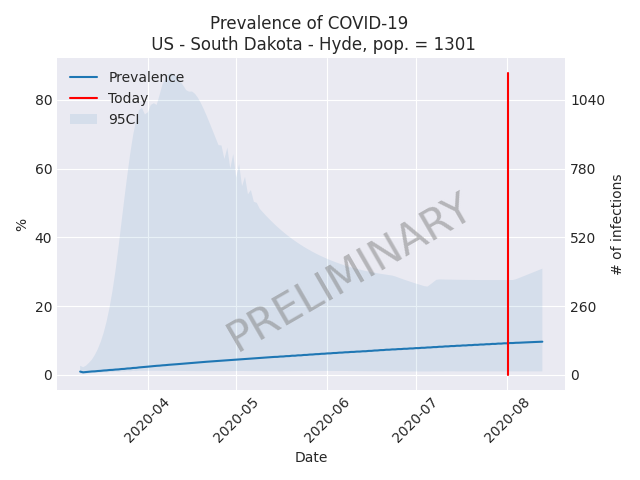 Prevalence of COVID-19
US - South Dakota - Hyde, pop. = 1301
Prevalence
Today
95CI
80
60
40
20
0
%
1040
780
520
260
0
# of infections
PRELIMINARY
2020-04
2020-05
2020-06
2020-07
2020-08
Date